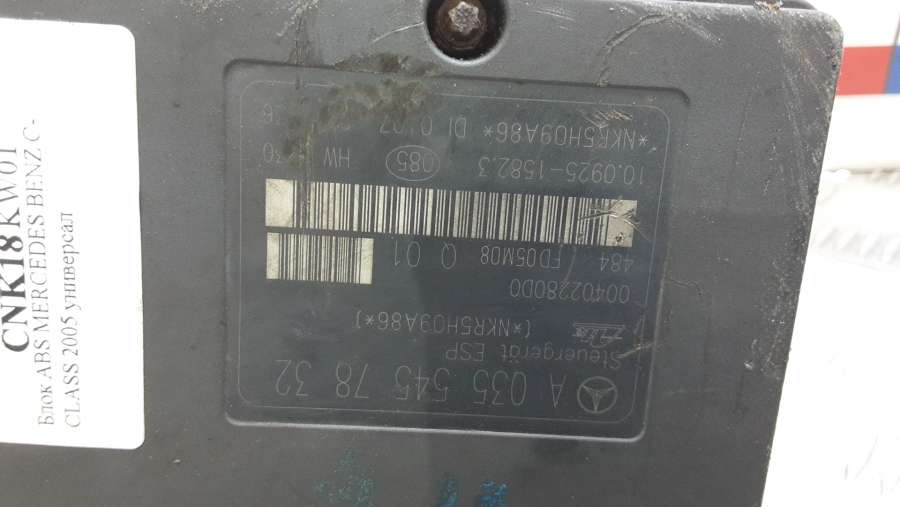 CNK18KW01
Блок ABS MERCEDES BENZ C-
CLASS 2005 универсал
A 035 545 78 32
Steuergerät ESP
Ate
(*NKR5H09A86*)
00402280D0
484 FD05M08 Q 01
10.0925-1582.3 085 HW
*NKR5H09A86* DI